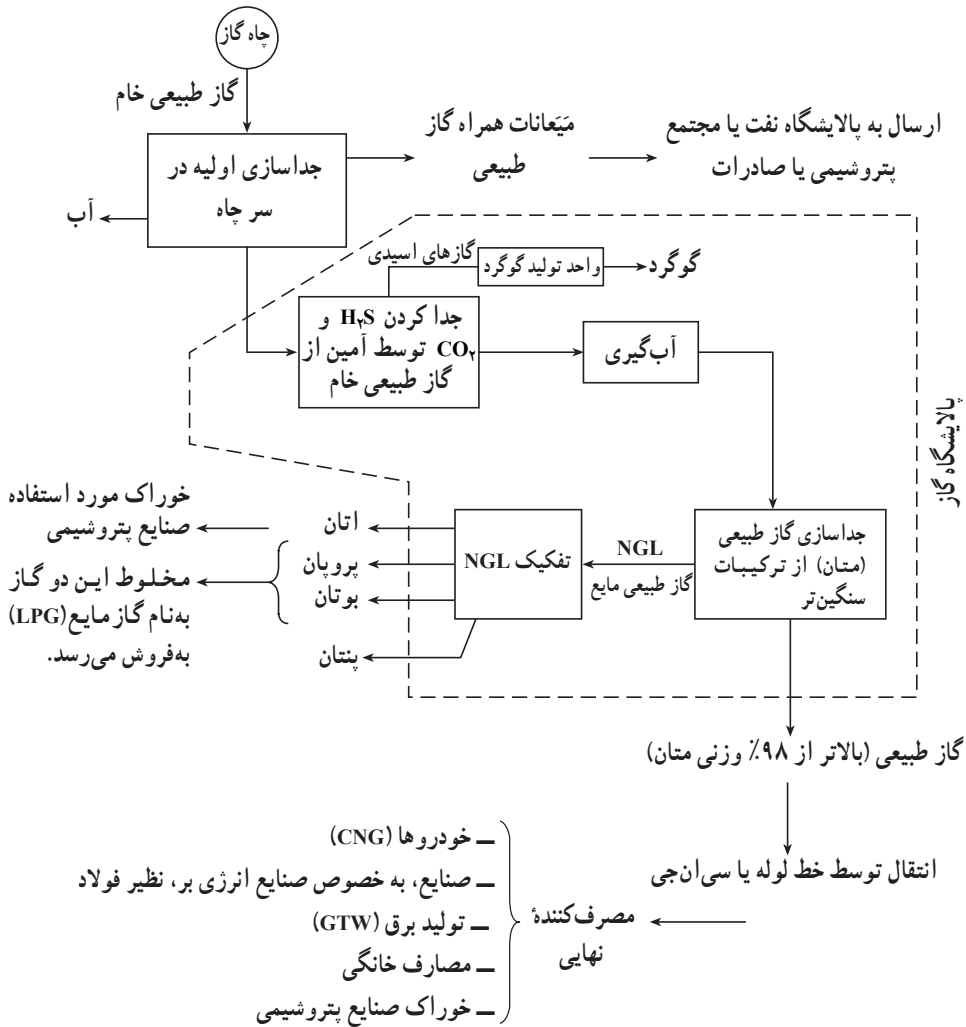 چاه گاز
گاز طبیعی خام
جداسازی اولیه در
سر چاه
آب
مَیَعانات همراه گاز
طبیعی
ارسال به پالایشگاه نفت یا مجتمع
پتروشیمی یا صادرات
گازهای اسیدی
واحد تولید گوگرد
گوگرد
جدا کردن H₂S و
CO₂ توسط آمین از
گاز طبیعی خام
آب‌گیری
پالایشگاه گاز
جداسازی گاز طبیعی
(متان) از ترکیبات
سنگین‌تر
NGL
گاز طبیعی مایع
تفکیک NGL
اتان
پروپان
بوتان
پنتان
خوراک مورد استفاده
صنایع پتروشیمی
مخلوط این دو گاز
به‌نام گاز مایع (LPG)
به‌فروش می‌رسد.
گاز طبیعی (بالاتر از ۹۸٪ وزنی متان)
انتقال توسط خط لوله یا سی‌ان‌جی
مصرف‌کنندهٔ
نهایی
ــ خودروها (CNG)
ــ صنایع، به خصوص صنایع انرژی بر، نظیر فولاد
ــ تولید برق (GTW)
ــ مصارف خانگی
ــ خوراک صنایع پتروشیمی